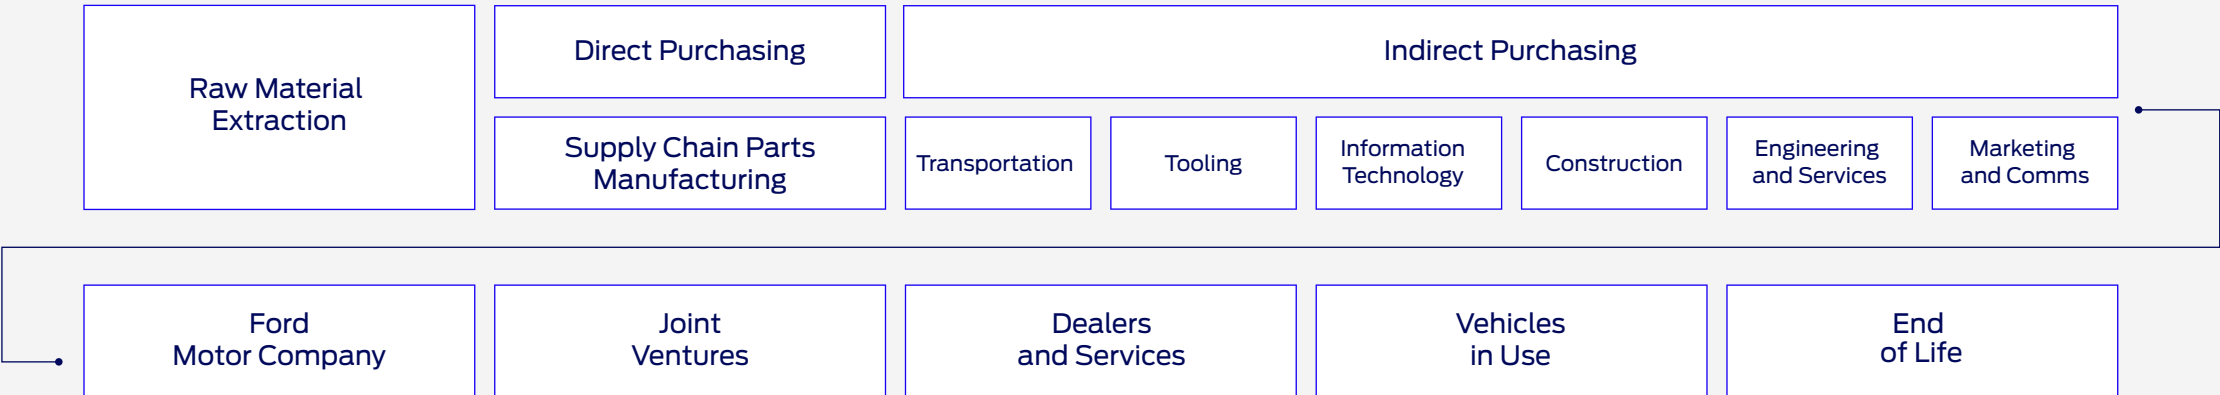 Raw Material
Extraction
Direct Purchasing
Indirect Purchasing
Supply Chain Parts
Manufacturing
Transportation
Tooling
Information
Technology
Construction
Engineering
and Services
Marketing
and Comms
Ford
Motor Company
Joint
Ventures
Dealers
and Services
Vehicles
in Use
End
of Life